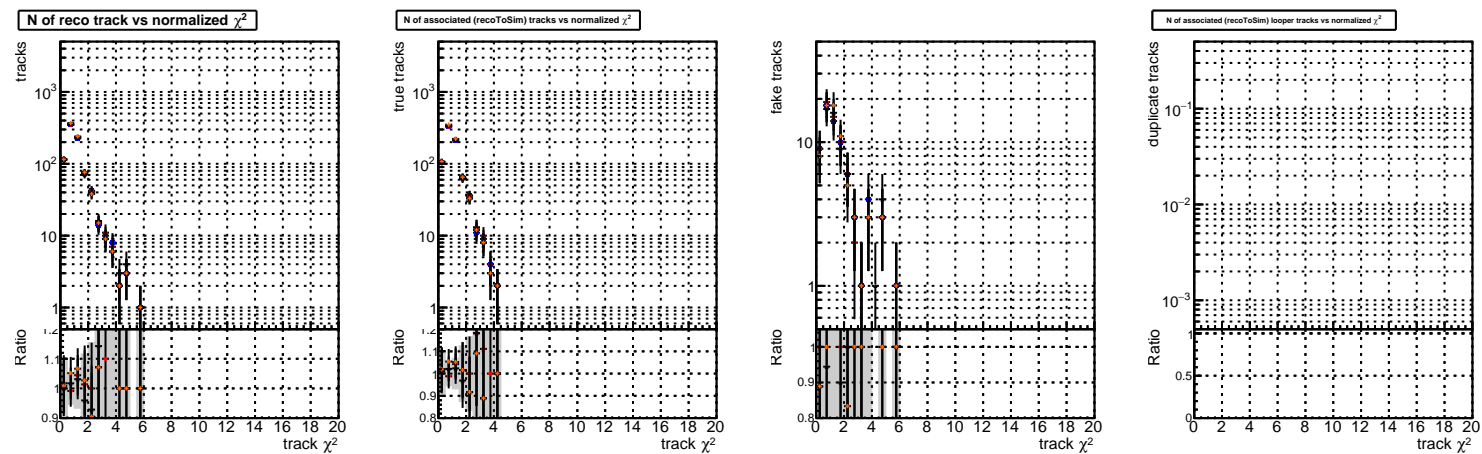 N of reco track vs normalized χ²
tracks
10³
10²
10
1
Ratio
1.2
1.1
1
0.9
0 2 4 6 8 10 12 14 16 18 20
track χ²
N of associated (recoToSim) tracks vs normalized χ²
true tracks
10³
10²
10
1
Ratio
1.2
1.1
1
0.9
0.8
0 2 4 6 8 10 12 14 16 18 20
track χ²
fake tracks
10
1
Ratio
1
0.9
0.8
0 2 4 6 8 10 12 14 16 18 20
track χ²
N of associated (recoToSim) looper tracks vs normalized χ²
duplicate tracks
10⁻¹
10⁻²
10⁻³
Ratio
1
0.5
0
0 2 4 6 8 10 12 14 16 18 20
track χ²